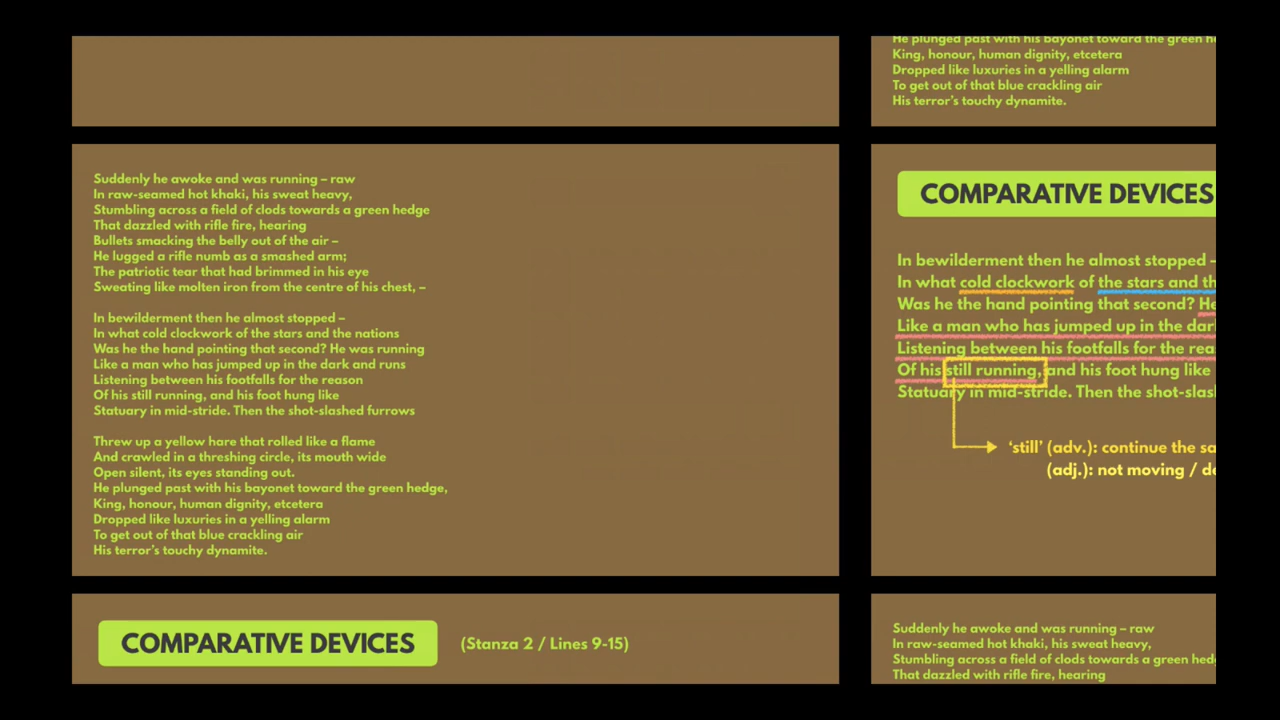 Suddenly he awoke and was running – raw
In raw-seamed hot khaki, his sweat heavy,
Stumbling across a field of clods towards a green hedge
That dazzled with rifle fire, hearing
Bullets smacking the belly out of the air –
He lugged a rifle numb as a smashed arm;
The patriotic tear that had brimmed in his eye
Sweating like molten iron from the centre of his chest, –
In bewilderment then he almost stopped –
In what cold clockwork of the stars and the nations
Was he the hand pointing that second? He was running
Like a man who has jumped up in the dark and runs
Listening between his footfalls for the reason
Of his still running, and his foot hung like
Statuary in mid-stride. Then the shot-slashed furrows
Threw up a yellow hare that rolled like a flame
And crawled in a threshing circle, its mouth wide
Open silent, its eyes standing out.
He plunged past with his bayonet toward the green hedge,
King, honour, human dignity, etcetera
Dropped like luxuries in a yelling alarm
To get out of that blue crackling air
His terror's touchy dynamite.
COMPARATIVE DEVICES (Stanza 2 / Lines 9-15)
He plunged past with his bayonet toward the green
King, honour, human dignity, etcetera
Dropped like luxuries in a yelling alarm
To get out of that blue crackling air
His terror's touchy dynamite.
COMPARATIVE DEVICES
In bewilderment then he almost stopped –
In what cold clockwork of the stars and
Was he the hand pointing that second? He
Like a man who has jumped up in the
Listening between his footfalls for the
Of his still running, and his foot hung like
Statuary in mid-stride. Then the
'still' (adv.): continue the
(adj.): not moving /
Suddenly he awoke and was running – raw
In raw-seamed hot khaki, his sweat heavy,
Stumbling across a field of clods towards a green
That dazzled with rifle fire, hearing